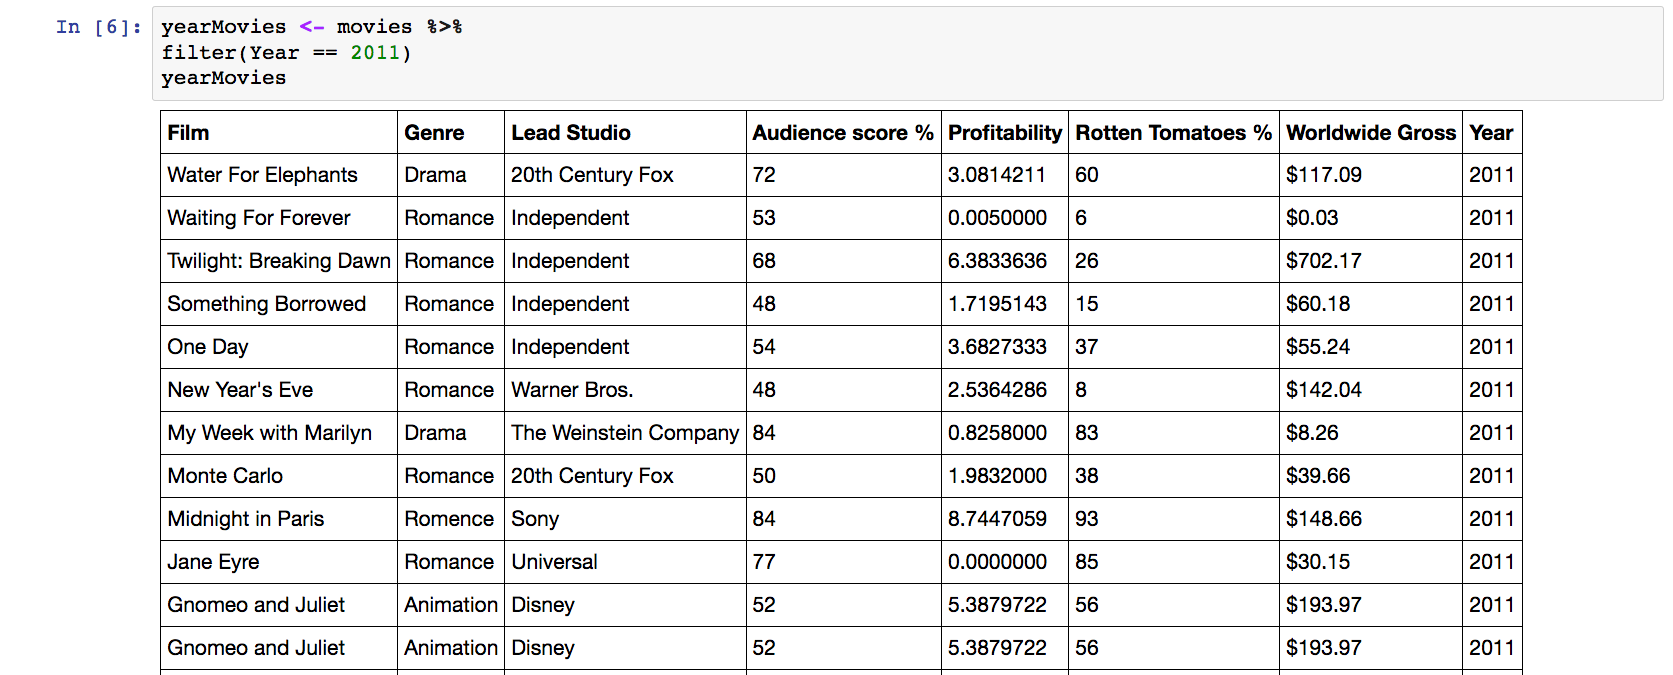 In [6]: yearMovies <- movies %>%
filter(Year == 2011)
yearMovies
Film Genre Lead Studio Audience score % Profitability Rotten Tomatoes % Worldwide Gross Year
Water For Elephants Drama 20th Century Fox 72 3.0814211 60 $117.09 2011
Waiting For Forever Romance Independent 53 0.0050000 6 $0.03 2011
Twilight: Breaking Dawn Romance Independent 68 6.3833636 26 $702.17 2011
Something Borrowed Romance Independent 48 1.7195143 15 $60.18 2011
One Day Romance Independent 54 3.6827333 37 $55.24 2011
New Year's Eve Romance Warner Bros. 48 2.5364286 8 $142.04 2011
My Week with Marilyn Drama The Weinstein Company 84 0.8258000 83 $8.26 2011
Monte Carlo Romance 20th Century Fox 50 1.9832000 38 $39.66 2011
Midnight in Paris Romence Sony 84 8.7447059 93 $148.66 2011
Jane Eyre Romance Universal 77 0.0000000 85 $30.15 2011
Gnomeo and Juliet Animation Disney 52 5.3879722 56 $193.97 2011
Gnomeo and Juliet Animation Disney 52 5.3879722 56 $193.97 2011